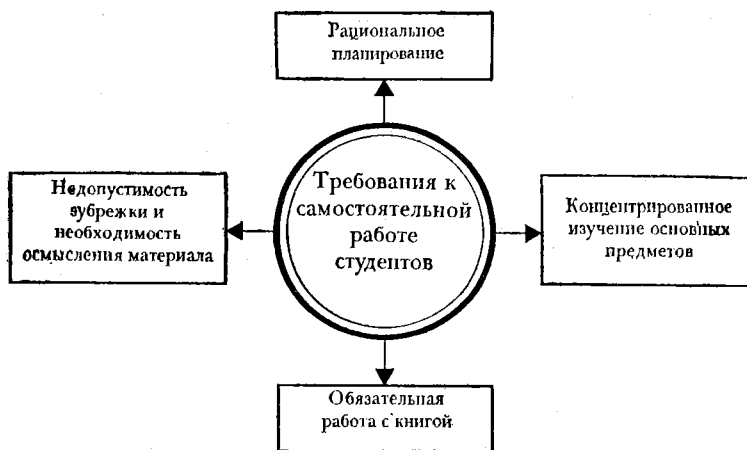 Рациональное
планирование
Недопустимость
зубрежки и
необходимость
осмысления материала
Требования к
самостоятельной
работе
студентов
Концентрированное
изучение основных
предметов
Обязательная
работа с книгой